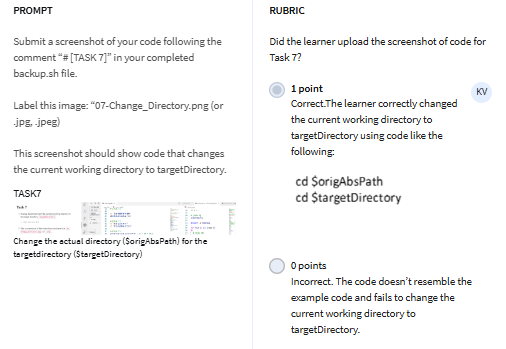 PROMPT
Submit a screenshot of your code following the
comment “# [TASK 7]” in your completed
backup.sh file.
Label this image: “07-Change_Directory.png (or
.jpg, .jpeg)
This screenshot should show code that changes
the current working directory to targetDirectory.
TASK7
Task 7
Change the actual directory ($origAbsPath) for the
targetdirectory ($targetDirectory)
RUBRIC
Did the learner upload the screenshot of code for
Task 7?
1 point
KV
Correct.The learner correctly changed
the current working directory to
targetDirectory using code like the
following:
cd $origAbsPath
cd $targetDirectory
0 points
Incorrect. The code doesn’t resemble the
example code and fails to change the
current working directory to
targetDirectory.